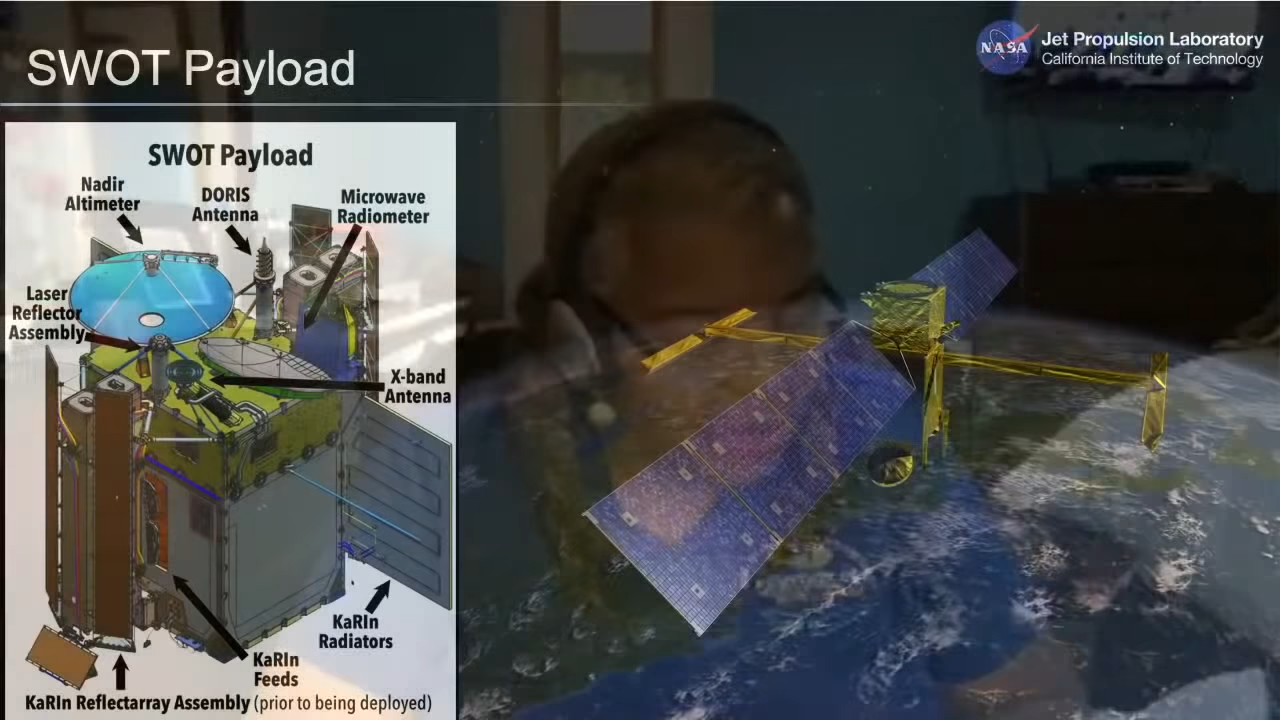 SWOT Payload
NASA
Jet Propulsion Laboratory
California Institute of Technology
SWOT Payload
Nadir
Altimeter
DORIS
Antenna
Microwave
Radiometer
Laser
Reflector
Assembly
X-band
Antenna
KaRIn
Radiators
KaRIn
Feeds
KaRIn Reflectarray Assembly (prior to being deployed)